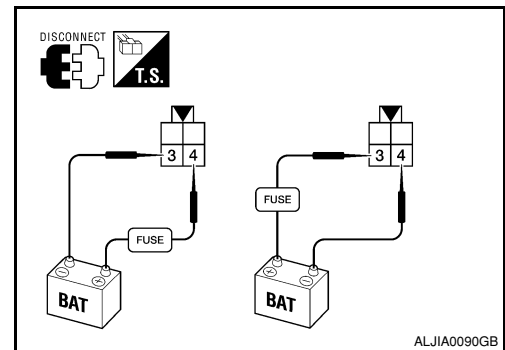 DISCONNECT
T.S.
3 4
3 4
FUSE
FUSE
BAT
BAT
ALJIA0090GB